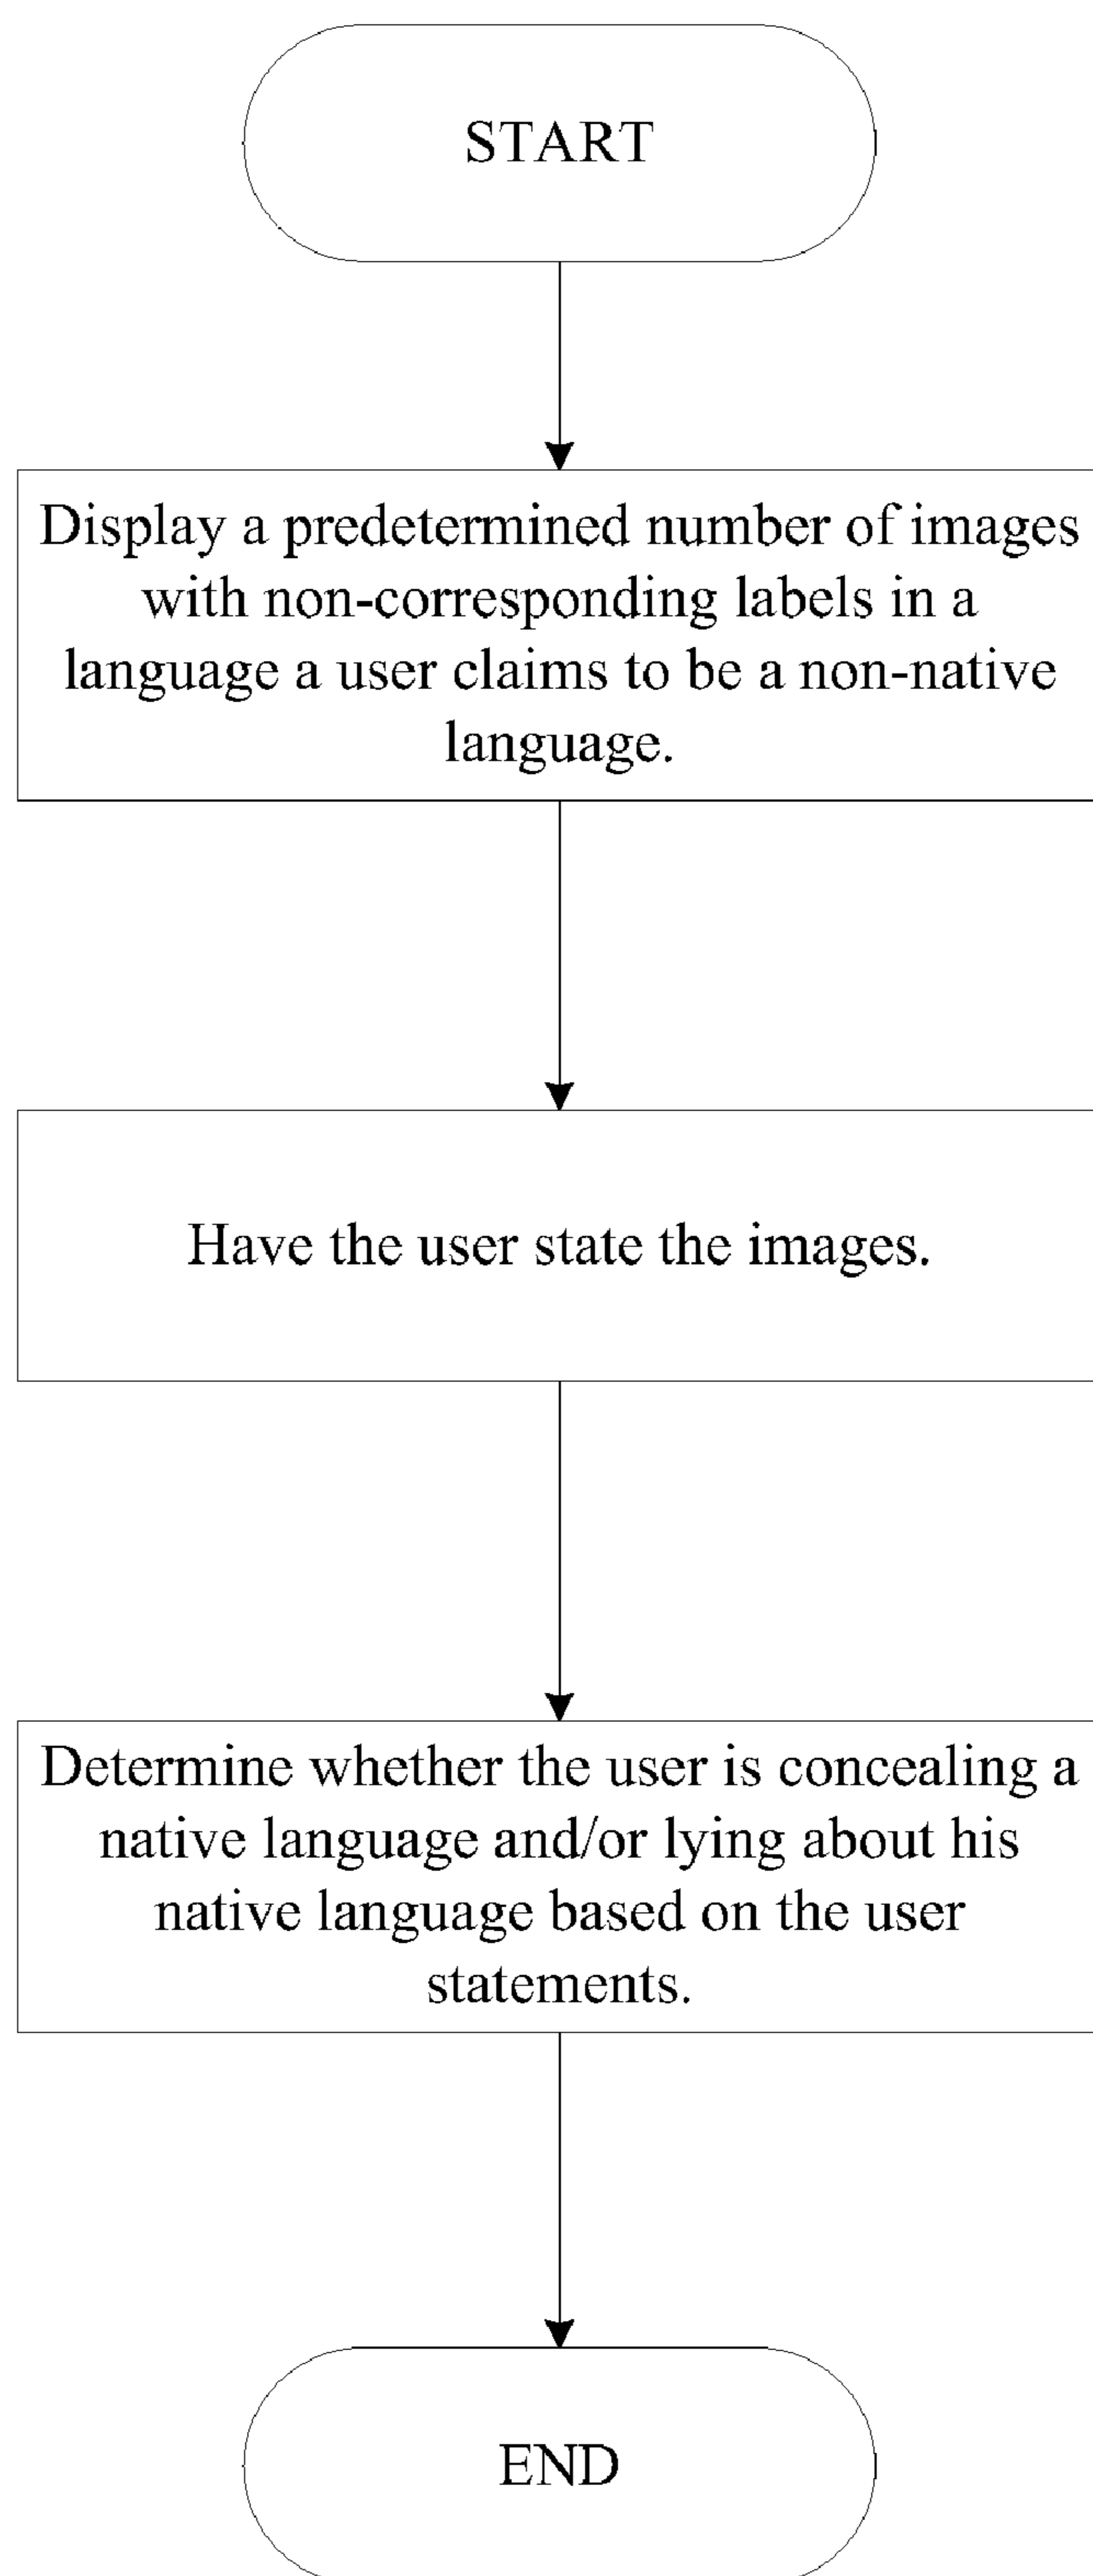 START
Display a predetermined number of images
with non-corresponding labels in a
language a user claims to be a non-native
language.
Have the user state the images.
Determine whether the user is concealing a
native language and/or lying about his
native language based on the user
statements.
END